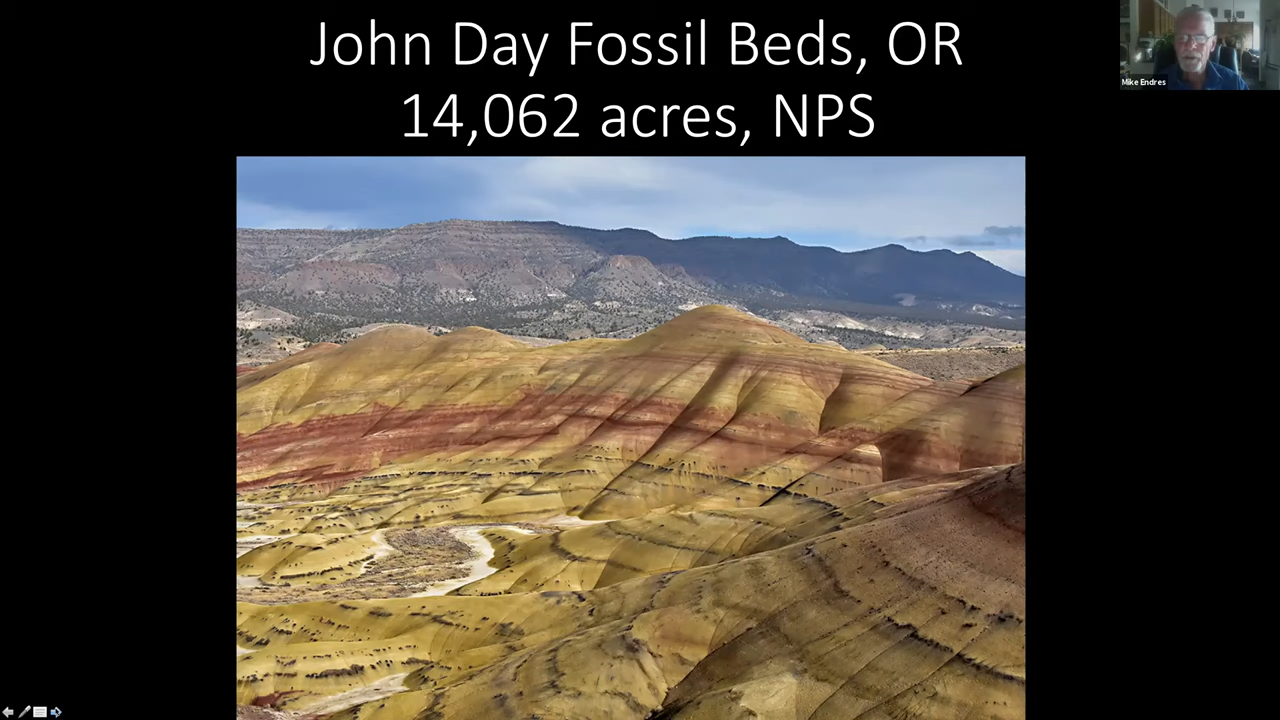 John Day Fossil Beds, OR
14,062 acres, NPS
Mike Endres